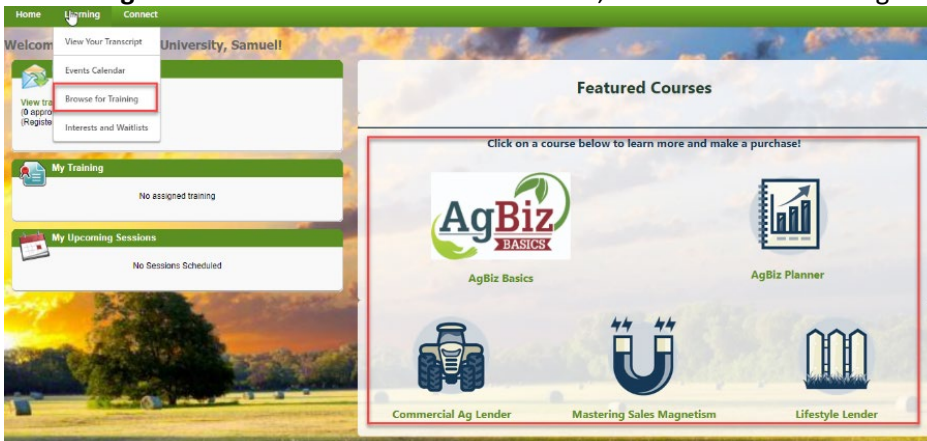 Home Learning Connect
Welcom University, Samuel!
View Your Transcript
Events Calendar
Browse for Training
Interests and Waitlists
View tra
(0 appro
(Registe
My Training
No assigned training
My Upcoming Sessions
No Sessions Scheduled
Featured Courses
Click on a course below to learn more and make a purchase!
AgBiz
BASICS
AgBiz Basics
AgBiz Planner
Commercial Ag Lender
Mastering Sales Magnetism
Lifestyle Lender